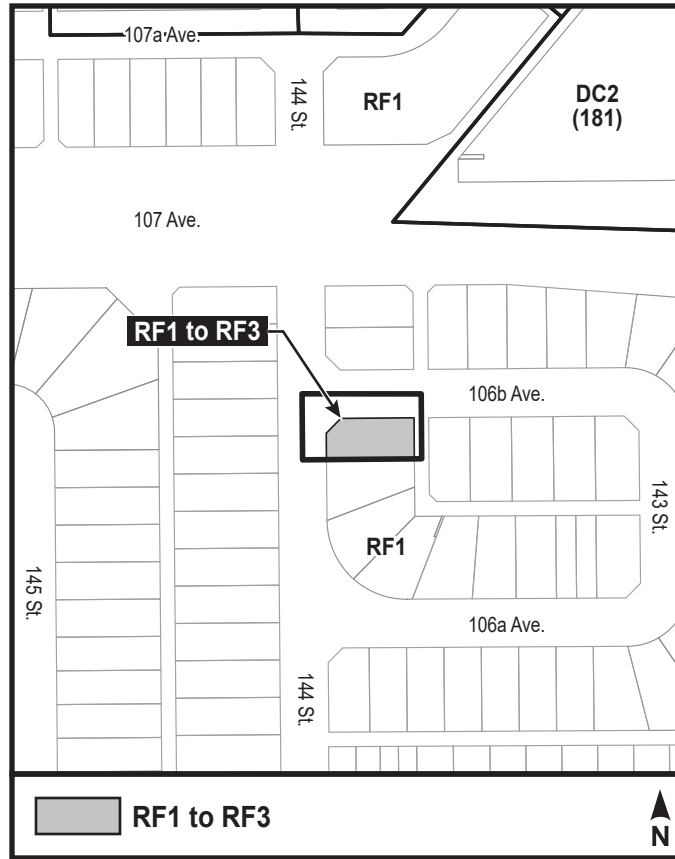 107a Ave.
144 St.
RF1
DC2
(181)
107 Ave.
RF1 to RF3
106b Ave.
143 St.
RF1
145 St.
106a Ave.
144 St.
RF1 to RF3
N